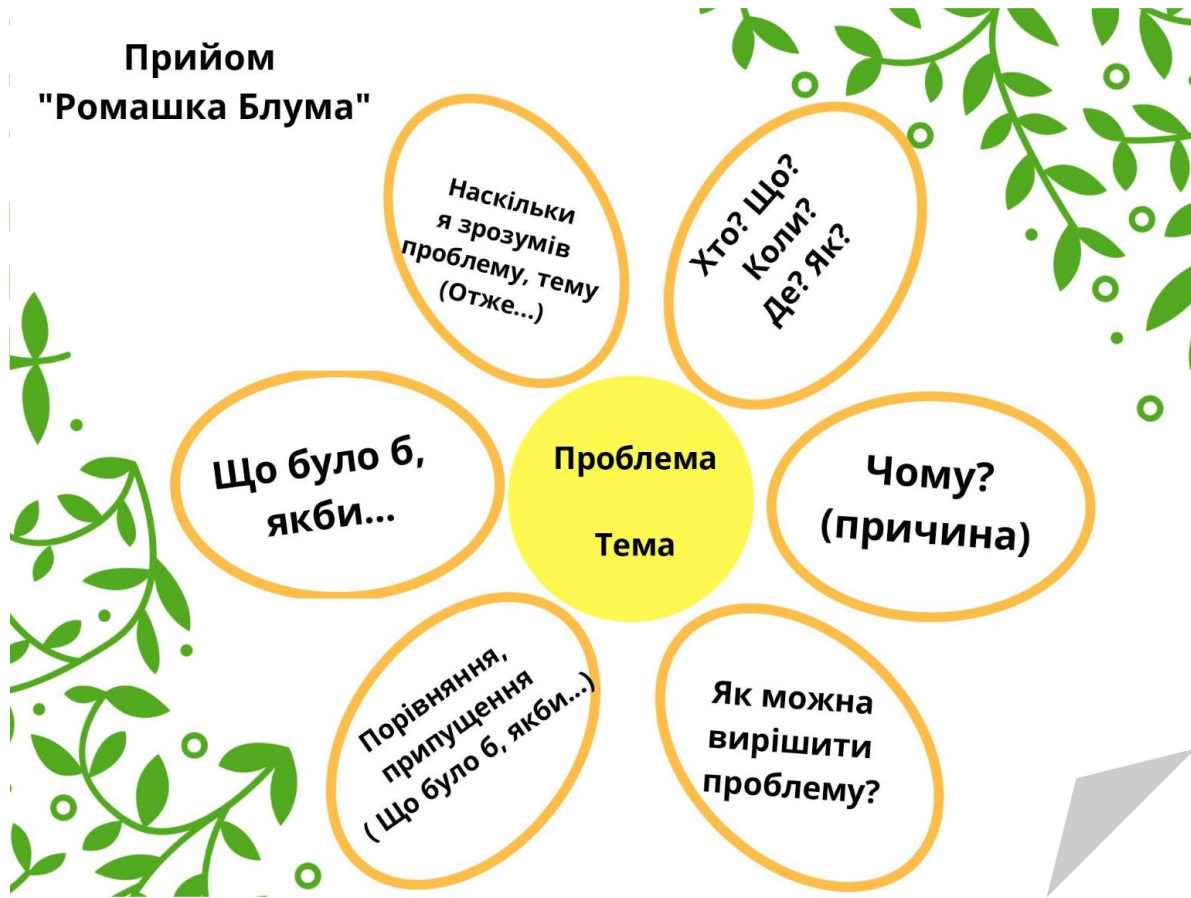 Прийом
"Ромашка Блума"
Наскільки
я зрозумів
проблему, тему
(Отже...)
Хто? Що?
Коли?
Де? Як?
Що було б,
якби...
Проблема
Тема
Чому?
(причина)
Порівняння,
припущення
( Що було б, якби...)
Як можна
вирішити
проблему?